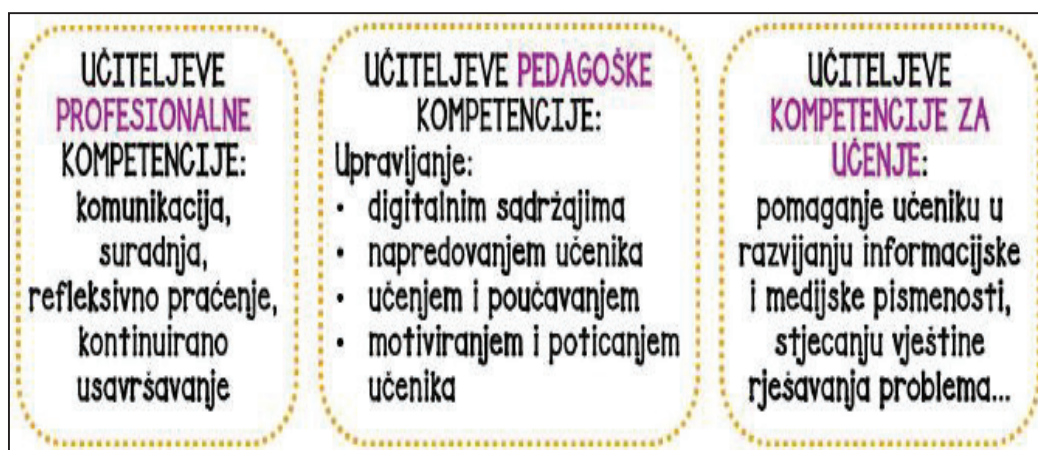 UČITELJEVE
PROFESIONALNE
KOMPETENCIJE:
komunikacija,
suradnja,
refleksivno praćenje,
kontinuirano
usavršavanje
UČITELJEVE PEDAGOŠKE
KOMPETENCIJE:
Upravljanje:
• digitalnim sadržajima
• napredovanjem učenika
• učenjem i poučavanjem
• motiviranjem i poticanjem
učenika
UČITELJEVE
KOMPETENCIJE ZA
UČENJE:
pomaganje učeniku u
razvijanju informacijske
i medijske pismenosti,
stjecanju vještine
rješavanja problema...